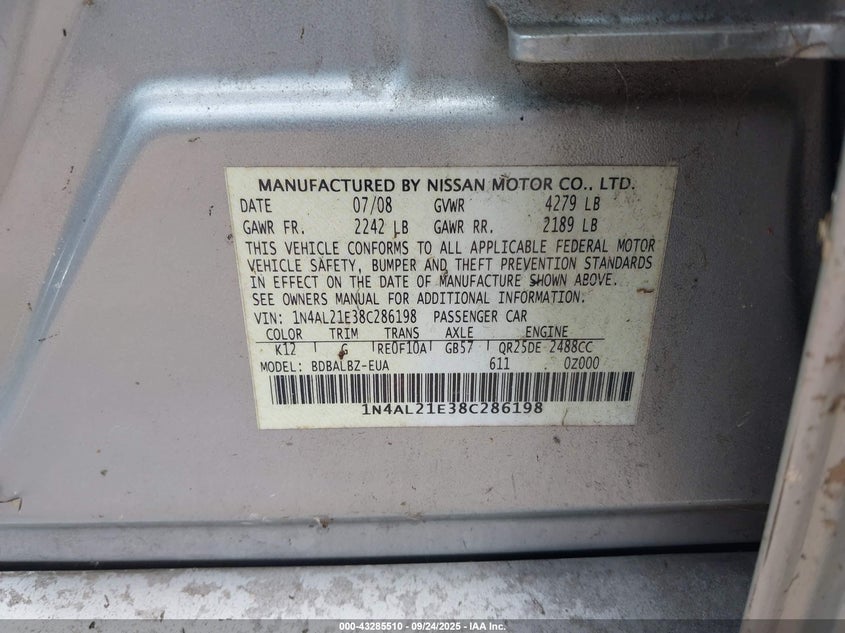 MANUFACTURED BY NISSAN MOTOR CO., LTD.
DATE 07/08 GVWR 4279 LB
GAWR FR. 2242 LB GAWR RR. 2189 LB
THIS VEHICLE CONFORMS TO ALL APPLICABLE FEDERAL MOTOR
VEHICLE SAFETY, BUMPER AND THEFT PREVENTION STANDARDS
IN EFFECT ON THE DATE OF MANUFACTURE SHOWN ABOVE.
SEE OWNERS MANUAL FOR ADDITIONAL INFORMATION.
VIN: 1N4AL21E38C286198 PASSENGER CAR
COLOR TRIM TRANS AXLE ENGINE
K12 G RE0F10A GB57 QR25DE 2488CC
MODEL: BDBALBZ-EUA 611 0Z000
1N4AL21E38C286198
000-43285510 - 09/24/2025 - IAA Inc.